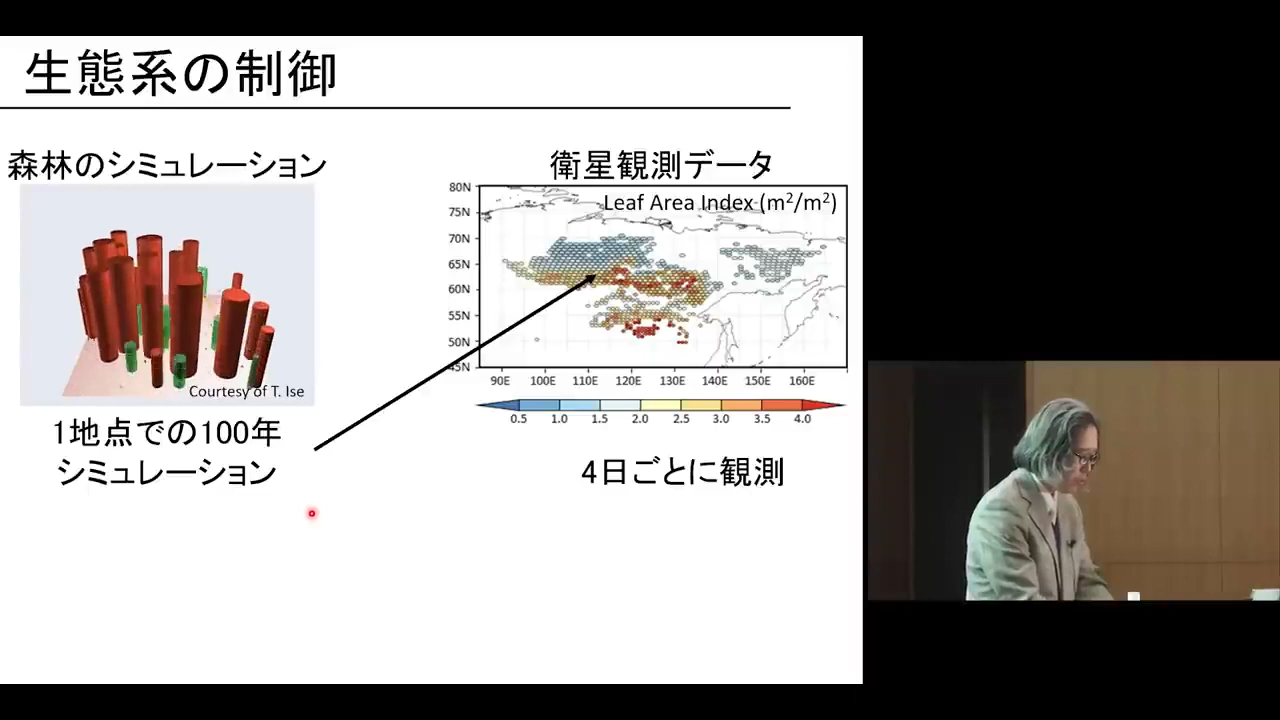 生態系の制御
森林のシミュレーション
Courtesy of T. Ise
1地点での100年
シミュレーション
衛星観測データ
Leaf Area Index (m²/m²)
80N
75N
70N
65N
60N
55N
50N
45N
90E 100E 110E 120E 130E 140E 150E 160E
0.5 1.0 1.5 2.0 2.5 3.0 3.5 4.0
4日ごとに観測